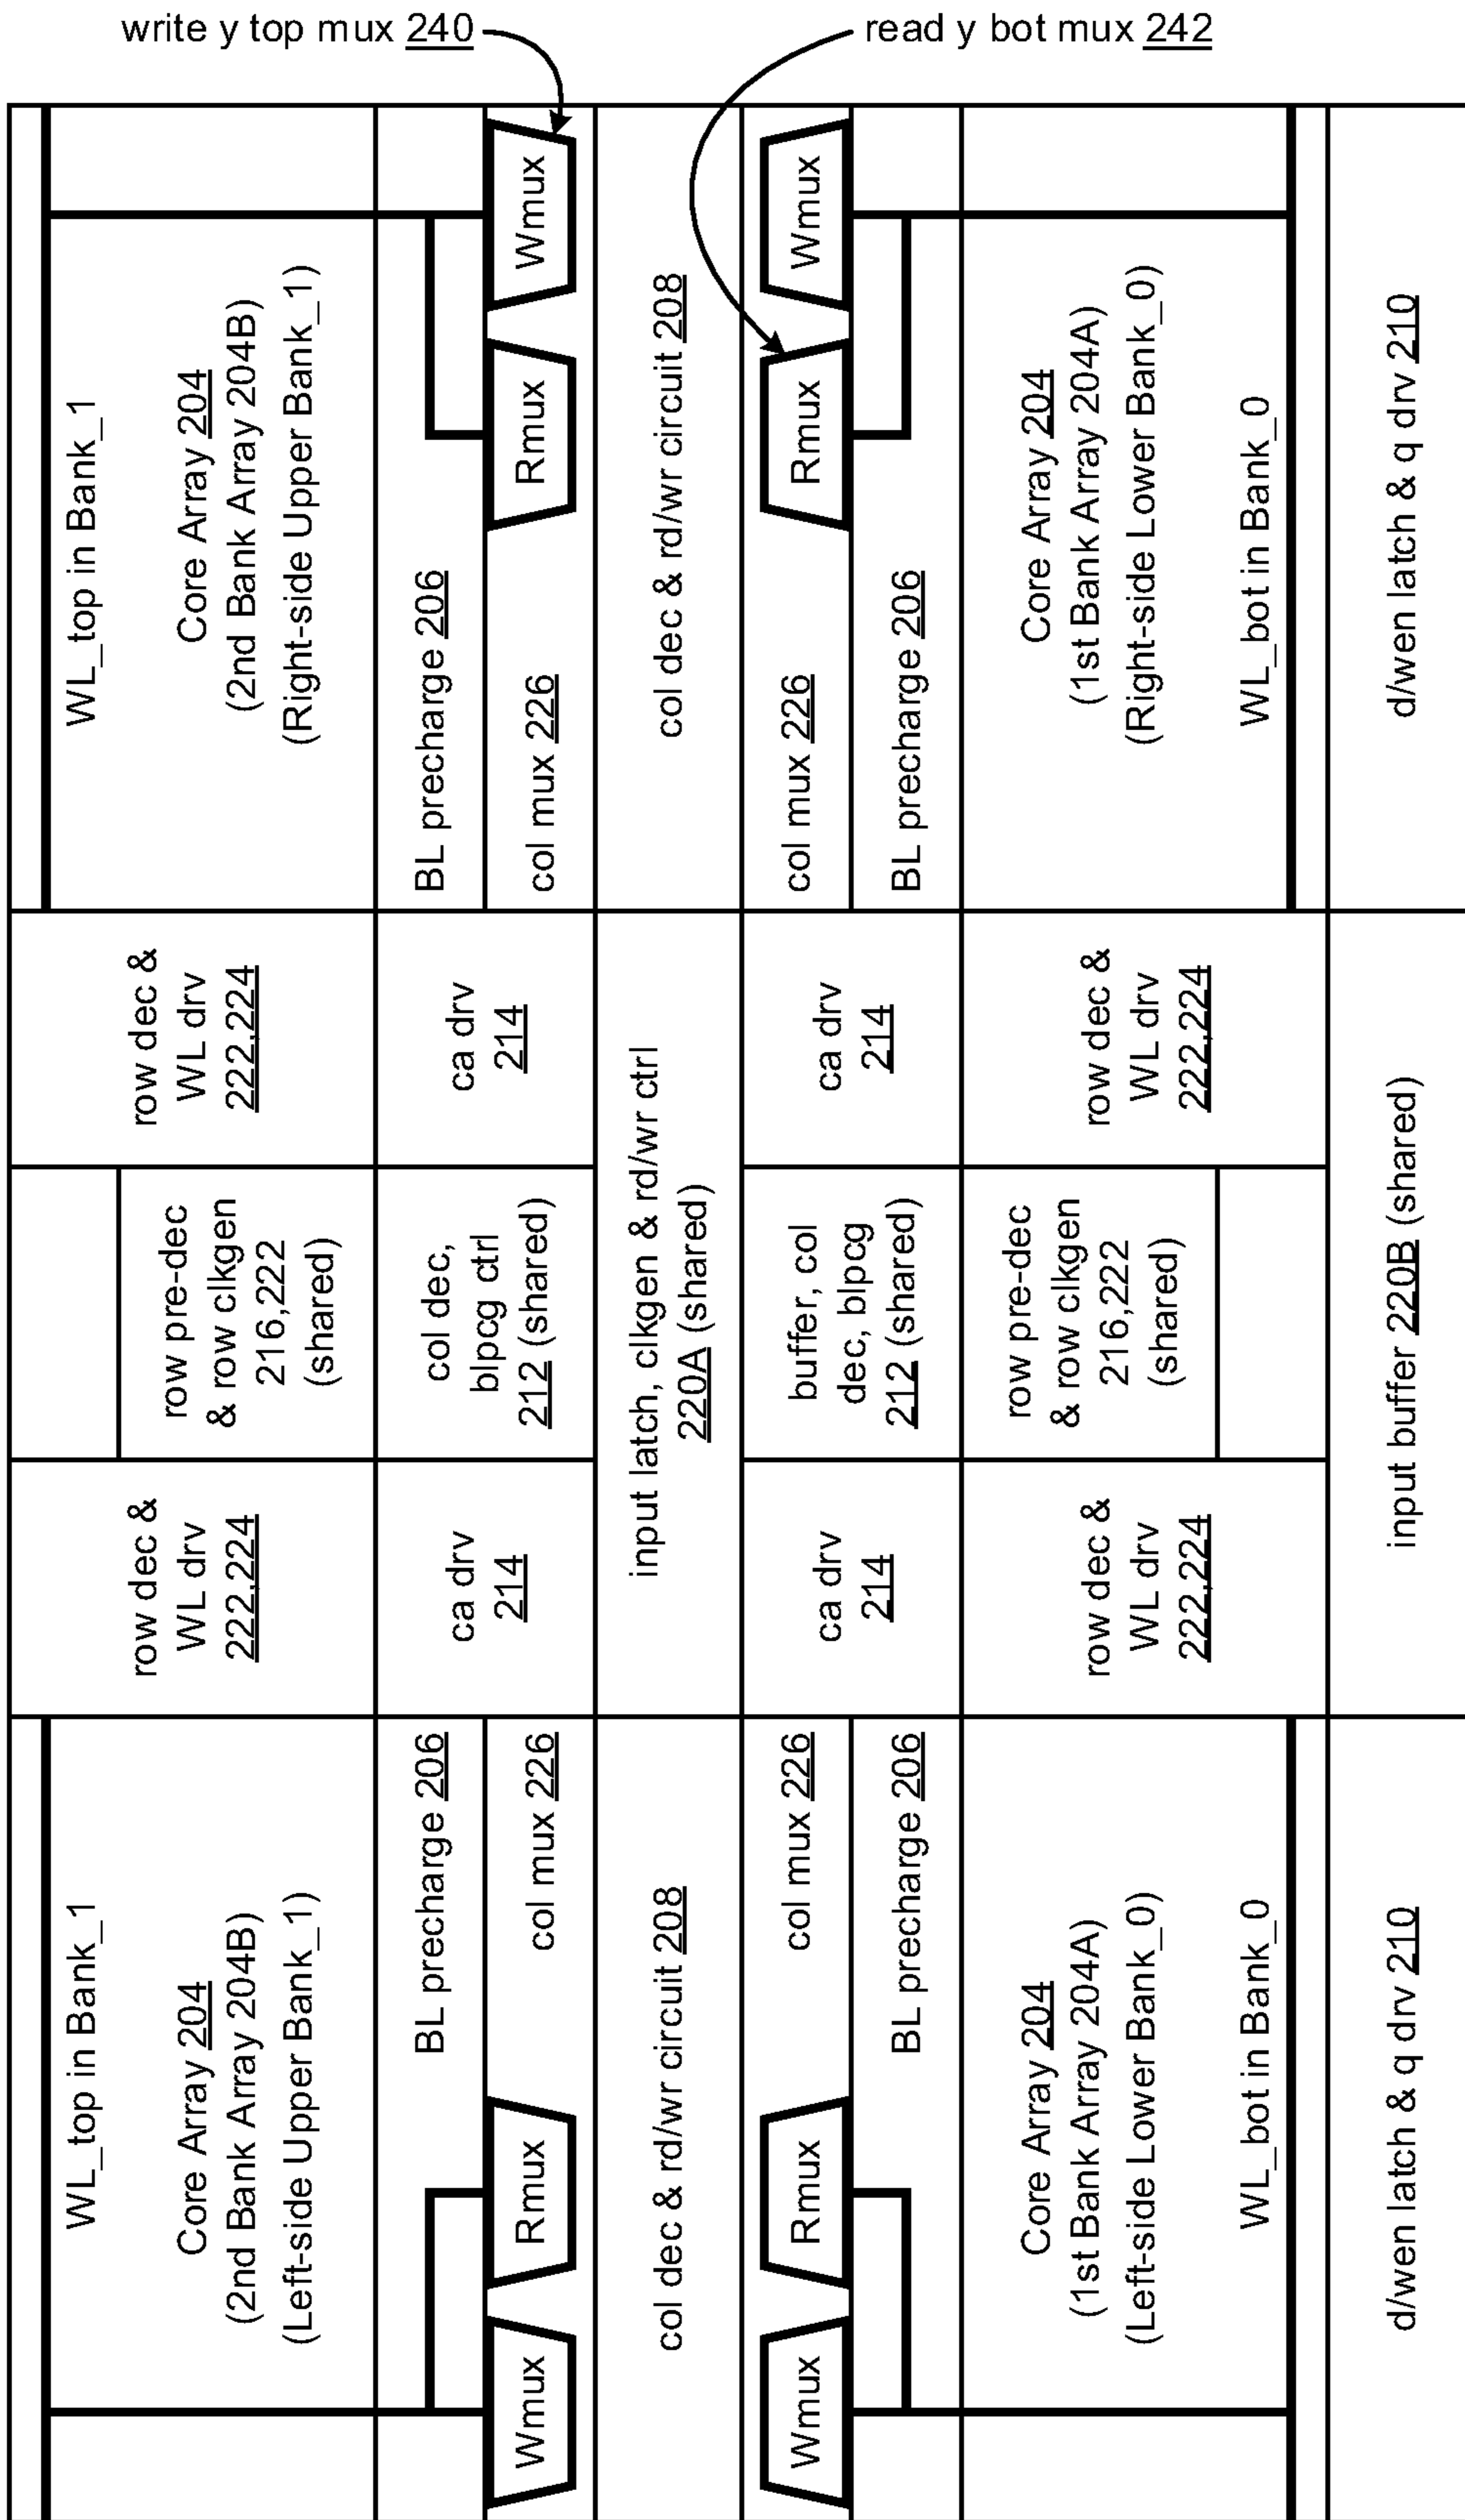 write y top mux 240
read y bot mux 242
WL_top in Bank_1
Core Array 204
(2nd Bank Array 204B)
(Left-side Upper Bank_1)
row dec &
WL drv
222,224
row pre-dec
& row clkgen
216,222
(shared)
row dec &
WL drv
222,224
WL_top in Bank_1
Core Array 204
(2nd Bank Array 204B)
(Right-side Upper Bank_1)
BL precharge 206
Wmux
Rmux
col mux 226
ca drv
214
col dec,
blpcg ctrl
212 (shared)
ca drv
214
BL precharge 206
col mux 226
Rmux
Wmux
col dec & rd/wr circuit 208
input latch, clkgen & rd/wr ctrl
220A (shared)
col dec & rd/wr circuit 208
Wmux
Rmux
col mux 226
BL precharge 206
ca drv
214
buffer, col
dec, blpcg
212 (shared)
ca drv
214
col mux 226
Rmux
Wmux
BL precharge 206
Core Array 204
(1st Bank Array 204A)
(Left-side Lower Bank_0)
WL_bot in Bank_0
row dec &
WL drv
222,224
row pre-dec
& row clkgen
216,222
(shared)
row dec &
WL drv
222,224
Core Array 204
(1st Bank Array 204A)
(Right-side Lower Bank_0)
WL_bot in Bank_0
d/wen latch & q drv 210
input buffer 220B (shared)
d/wen latch & q drv 210